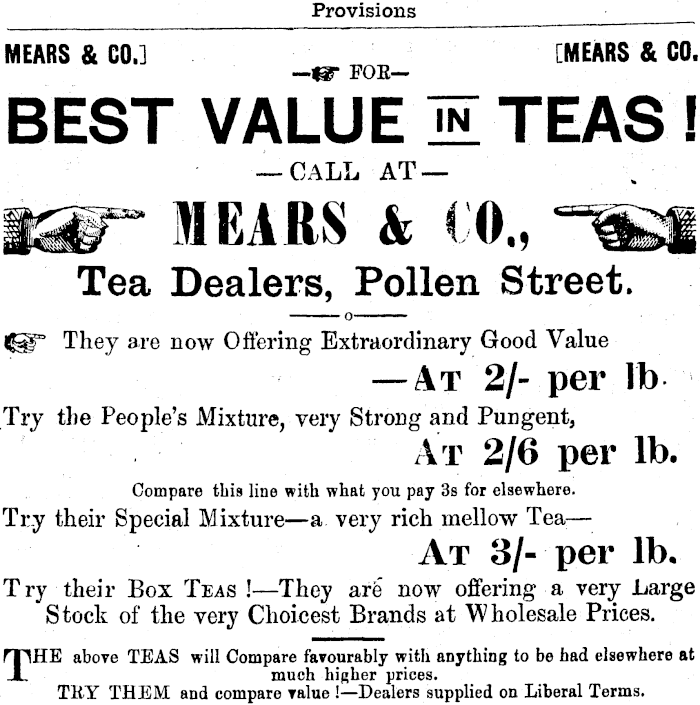 Provisions
MEARS & CO.] [MEARS & CO.
—FOR—
BEST VALUE IN TEAS !
— CALL AT —
MEARS & CO.,
Tea Dealers, Pollen Street.
They are now Offering Extraordinary Good Value
—AT 2/- per lb.
Try the People's Mixture, very Strong and Pungent,
AT 2/6 per lb.
Compare this line with what you pay 3s for elsewhere.
Try their Special Mixture—a very rich mellow Tea—
AT 3/- per lb.
Try their BOX TEAS !—They are now offering a very Large
Stock of the very Choicest Brands at Wholesale Prices.
THE above TEAS will Compare favourably with anything to be had elsewhere at
much higher prices.
TRY THEM and compare value !—Dealers supplied on Liberal Terms.